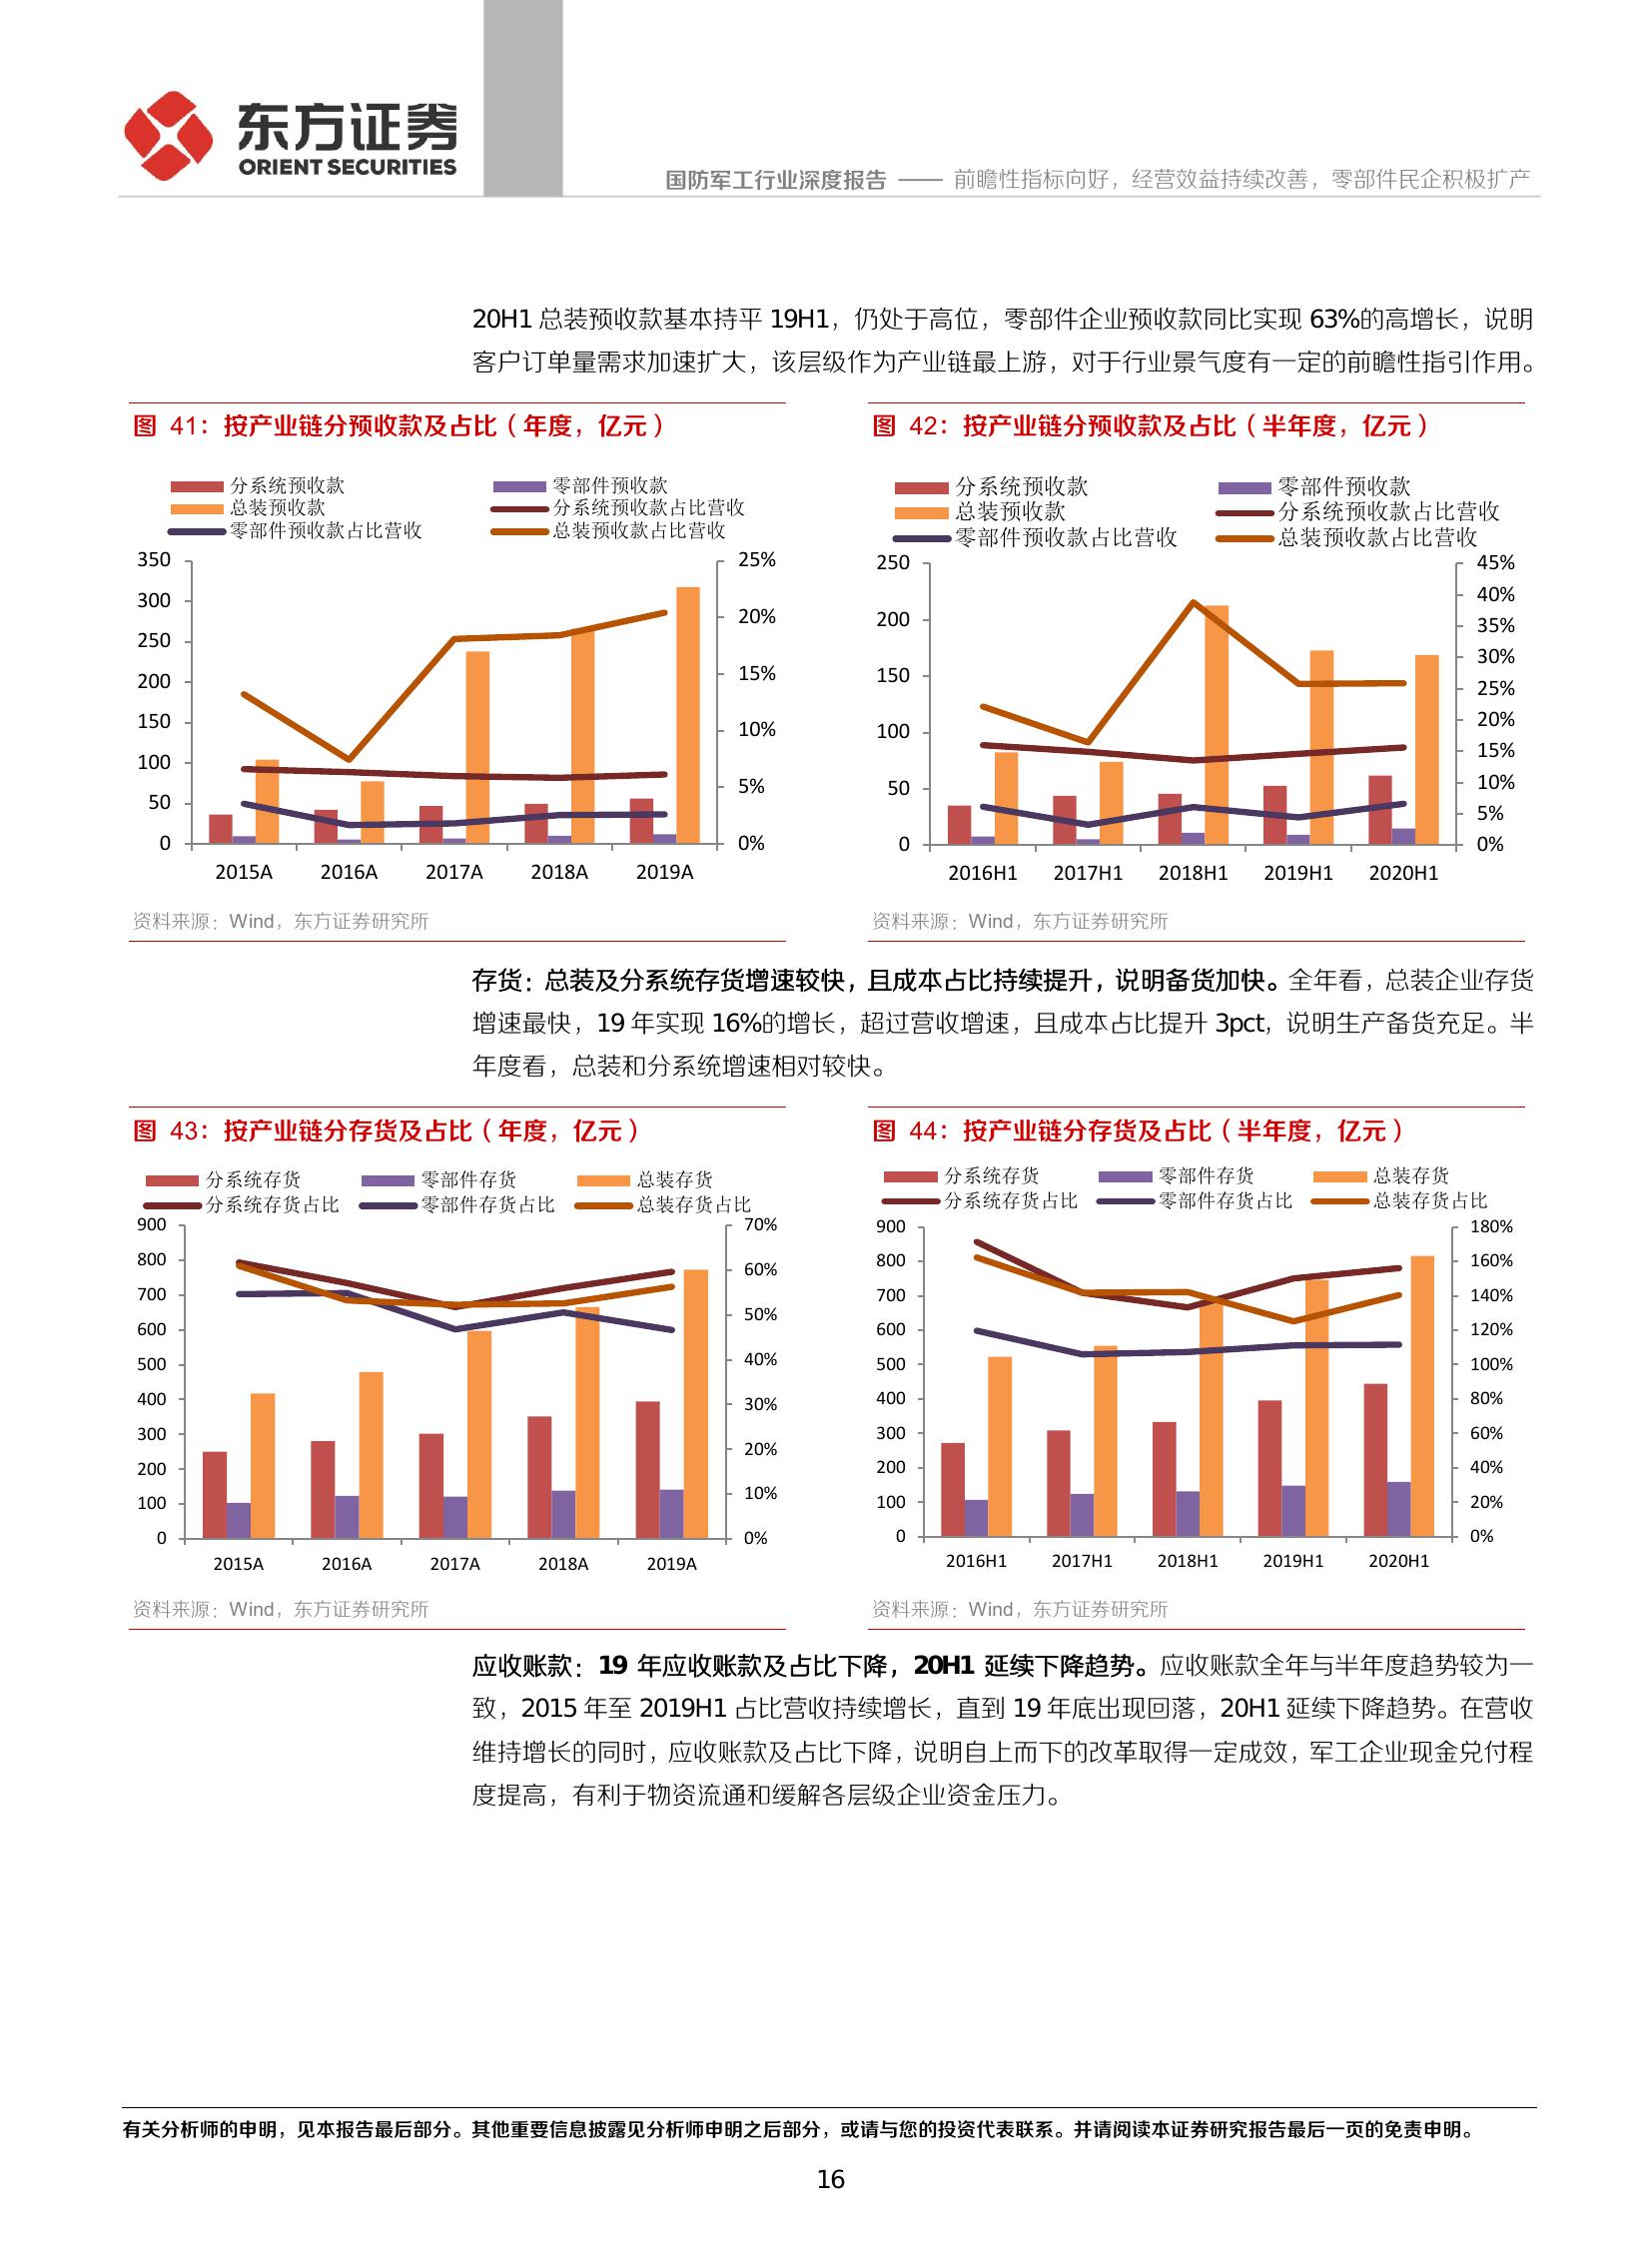 东方证券
ORIENT SECURITIES
国防军工行业深度报告 —— 前瞻性指标向好，经营效益持续改善，零部件民企积极扩产
20H1 总装预收款基本持平 19H1，仍处于高位，零部件企业预收款同比实现 63%的高增长，说明
客户订单量需求加速扩大，该层级作为产业链最上游，对于行业景气度有一定的前瞻性指引作用。
图 41：按产业链分预收款及占比（年度，亿元）
分系统预收款 零部件预收款
总装预收款 分系统预收款占比营收
零部件预收款占比营收 总装预收款占比营收
350 25%
300 20%
250
200 15%
150 10%
100 5%
50
0 0%
2015A 2016A 2017A 2018A 2019A
资料来源：Wind，东方证券研究所
图 42：按产业链分预收款及占比（半年度，亿元）
分系统预收款 零部件预收款
总装预收款 分系统预收款占比营收
零部件预收款占比营收 总装预收款占比营收
250 45%
40%
200 35%
30%
150 25%
20%
100 15%
10%
50 5%
0 0%
2016H1 2017H1 2018H1 2019H1 2020H1
资料来源：Wind，东方证券研究所
存货：总装及分系统存货增速较快，且成本占比持续提升，说明备货加快。全年看，总装企业存货
增速最快，19 年实现 16%的增长，超过营收增速，且成本占比提升 3pct，说明生产备货充足。半
年度看，总装和分系统增速相对较快。
图 43：按产业链分存货及占比（年度，亿元）
分系统存货 零部件存货 总装存货
分系统存货占比 零部件存货占比 总装存货占比
900 70%
800 60%
700 50%
600
500 40%
400 30%
300 20%
200
100 10%
0 0%
2015A 2016A 2017A 2018A 2019A
资料来源：Wind，东方证券研究所
图 44：按产业链分存货及占比（半年度，亿元）
分系统存货 零部件存货 总装存货
分系统存货占比 零部件存货占比 总装存货占比
900 180%
800 160%
700 140%
600 120%
500 100%
400 80%
300 60%
200 40%
100 20%
0 0%
2016H1 2017H1 2018H1 2019H1 2020H1
资料来源：Wind，东方证券研究所
应收账款：19 年应收账款及占比下降，20H1 延续下降趋势。应收账款全年与半年度趋势较为一
致，2015 年至 2019H1 占比营收持续增长，直到 19 年底出现回落，20H1 延续下降趋势。在营收
维持增长的同时，应收账款及占比下降，说明自上而下的改革取得一定成效，军工企业现金兑付程
度提高，有利于物资流通和缓解各层级企业资金压力。
有关分析师的申明，见本报告最后部分。其他重要信息披露见分析师申明之后部分，或请与您的投资代表联系。并请阅读本证券研究报告最后一页的免责申明。
16